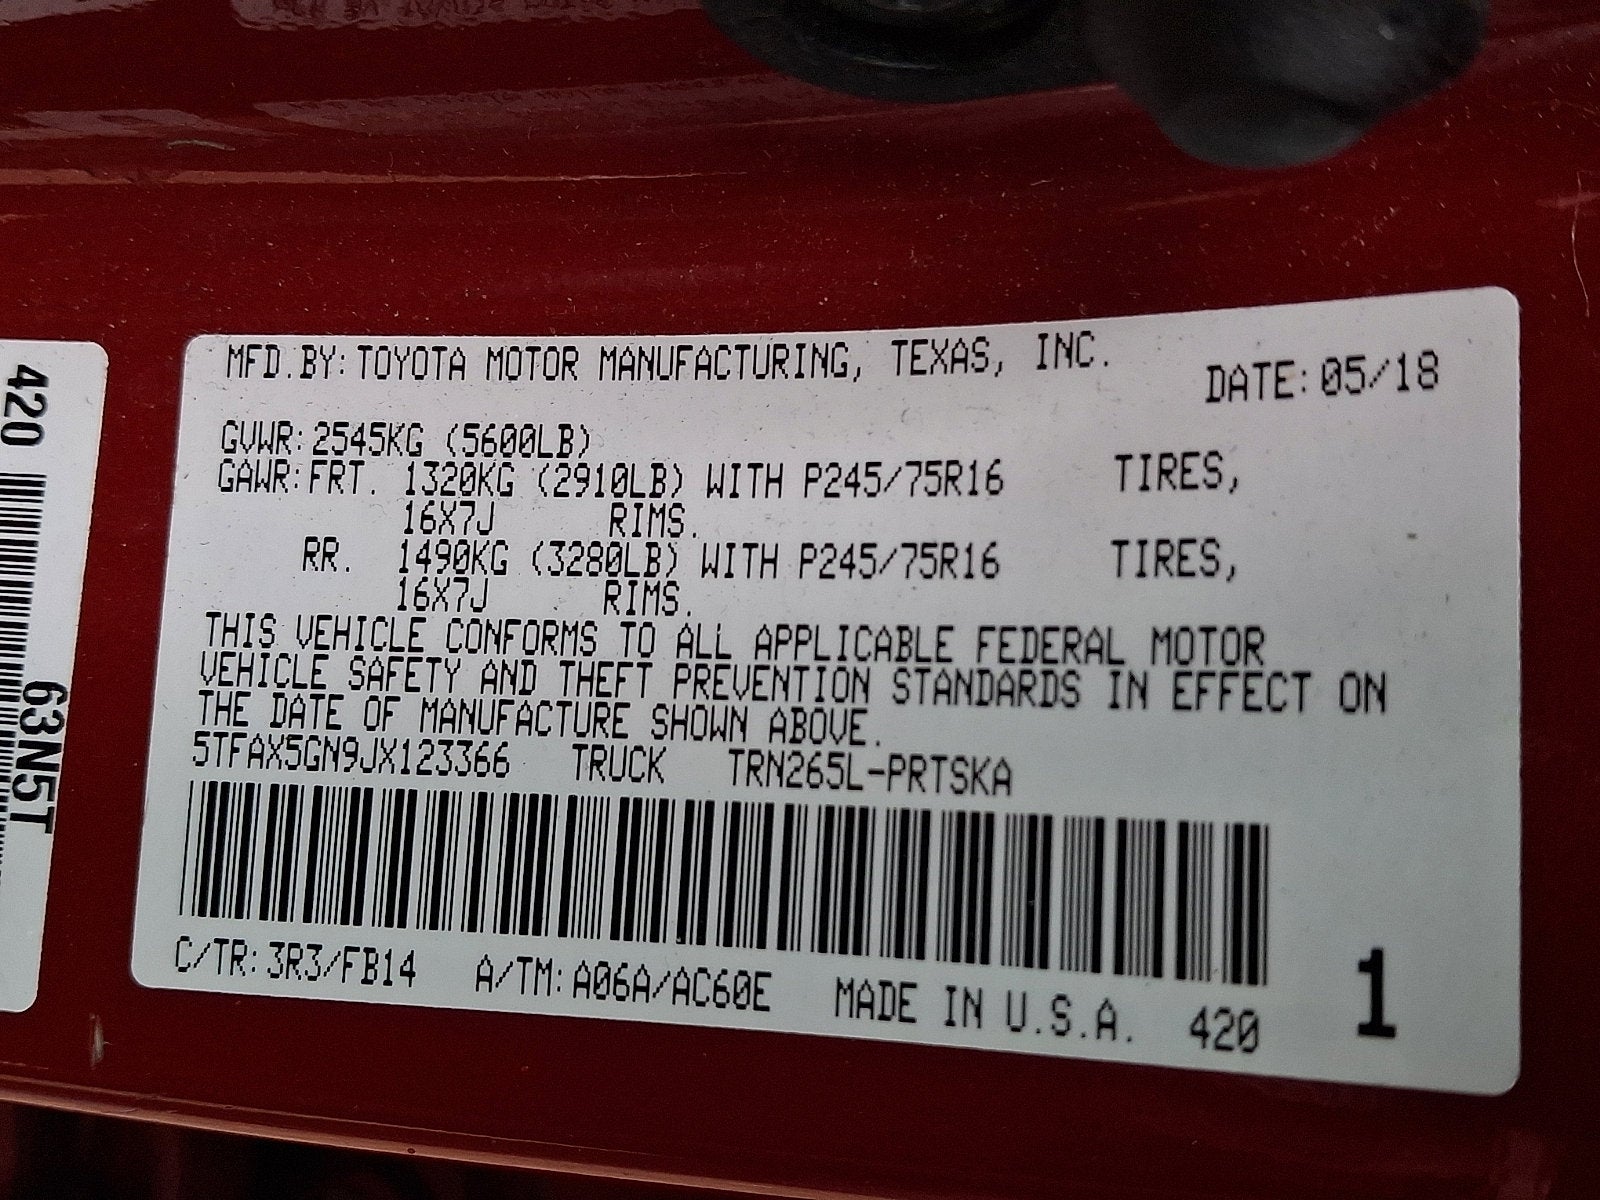 MFD.BY: TOYOTA MOTOR MANUFACTURING, TEXAS, INC. DATE: 05/18
GVWR: 2545KG (5600LB)
GAWR: FRT. 1320KG (2910LB) WITH P245/75R16 TIRES,
16X7J RIMS.
RR. 1490KG (3280LB) WITH P245/75R16 TIRES,
16X7J RIMS.
THIS VEHICLE CONFORMS TO ALL APPLICABLE FEDERAL MOTOR
VEHICLE SAFETY AND THEFT PREVENTION STANDARDS IN EFFECT ON
THE DATE OF MANUFACTURE SHOWN ABOVE.
5TFAX5GN9JX123366 TRUCK TRN265L-PRTSKA
C/TR: 3R3/FB14 A/TM: A06A/AC60E MADE IN U.S.A. 420 1
420
63N5T